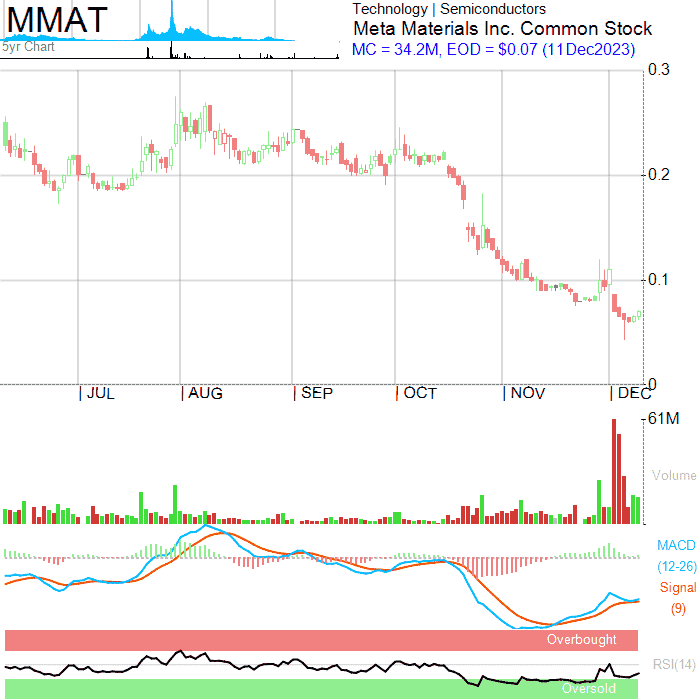 MMAT
5yr Chart
Technology | Semiconductors
Meta Materials Inc. Common Stock
MC = 34.2M, EOD = $0.07 (11Dec2023)
0.3
0.2
0.1
0
JUL
AUG
SEP
OCT
NOV
DEC
61M
Volume
MACD
(12-26)
Signal
(9)
Overbought
RSI(14)
Oversold